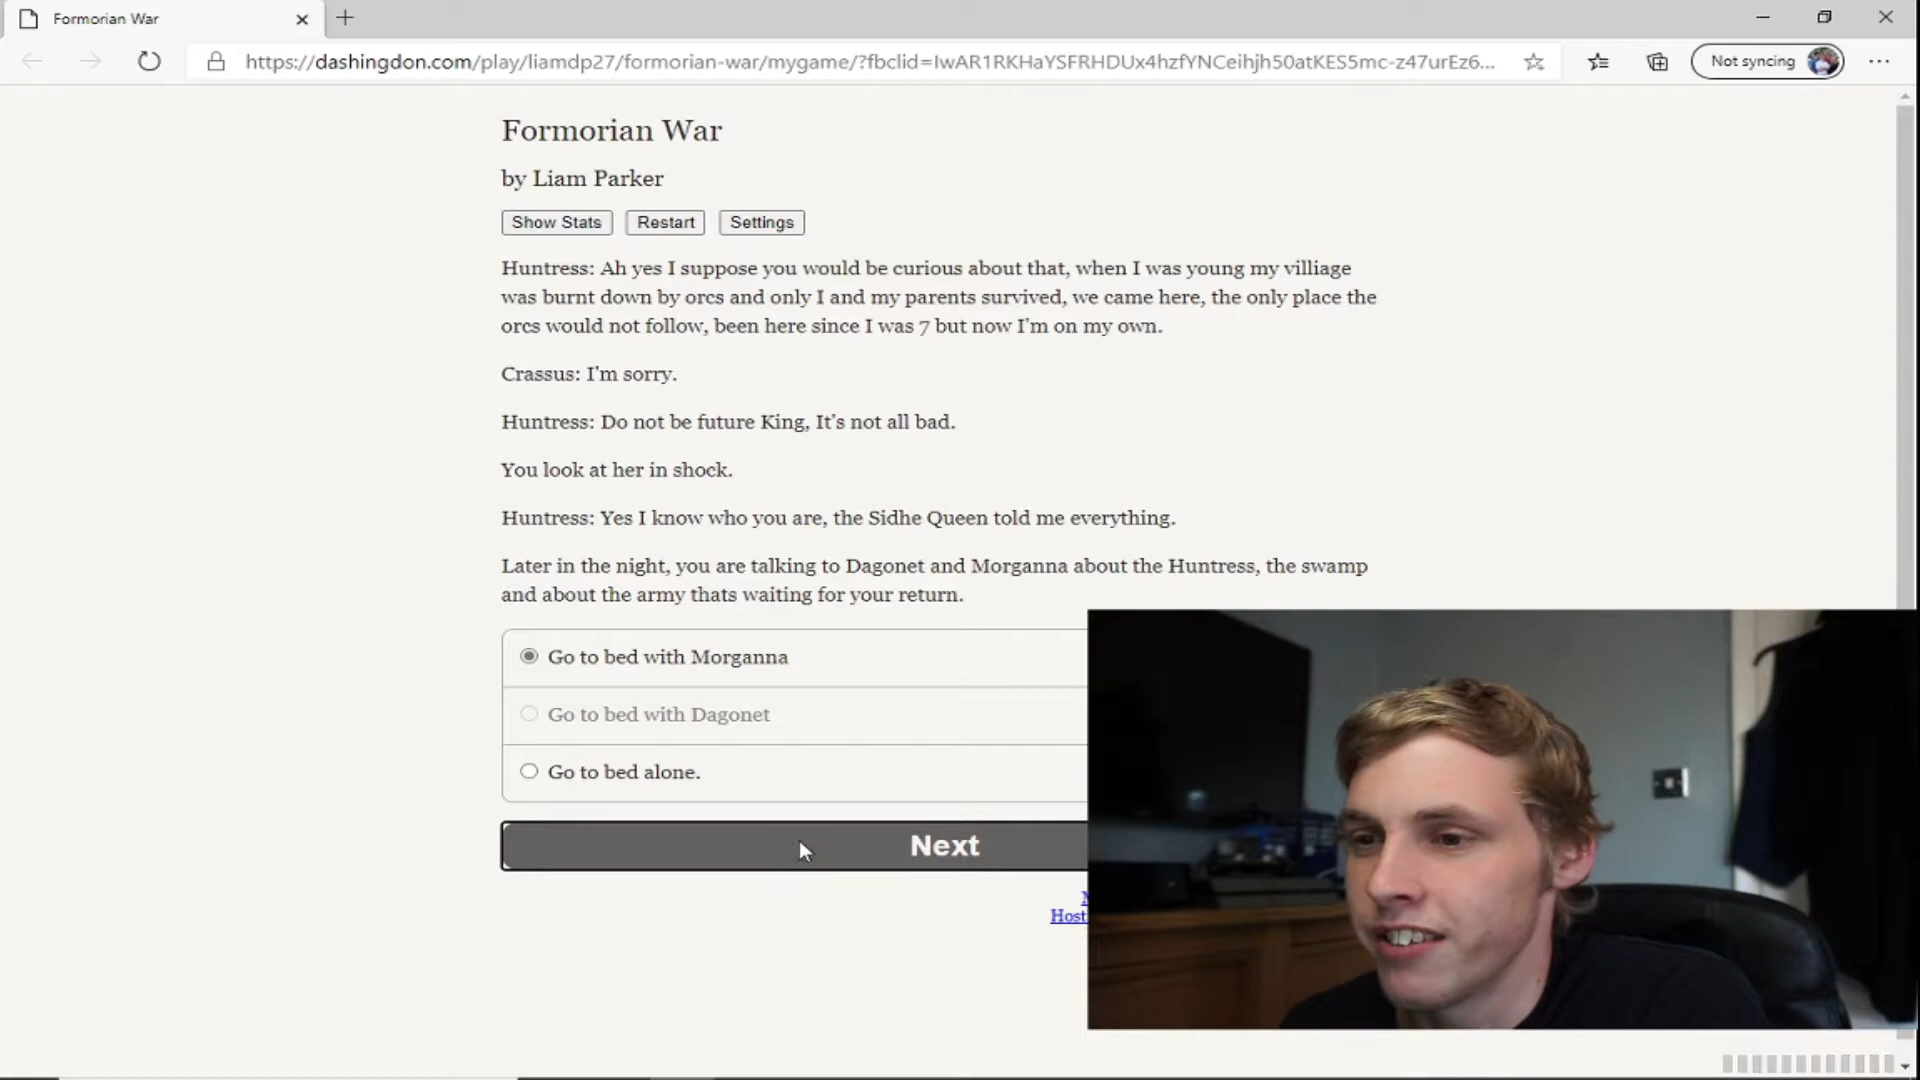 Formorian War
https://dashingdon.com/play/liamdp27/formorian-war/mygame/?fbclid=IwAR1RKHaYSFRHDUx4hzfYNCeihjh50atKES5mc-z47urEz6...
Not syncing
Formorian War
by Liam Parker
Show Stats Restart Settings
Huntress: Ah yes I suppose you would be curious about that, when I was young my villiage
was burnt down by orcs and only I and my parents survived, we came here, the only place the
orcs would not follow, been here since I was 7 but now I'm on my own.
Crassus: I'm sorry.
Huntress: Do not be future King, It's not all bad.
You look at her in shock.
Huntress: Yes I know who you are, the Sidhe Queen told me everything.
Later in the night, you are talking to Dagonet and Morganna about the Huntress, the swamp
and about the army thats waiting for your return.
Go to bed with Morganna
Go to bed with Dagonet
Go to bed alone.
Next
Host